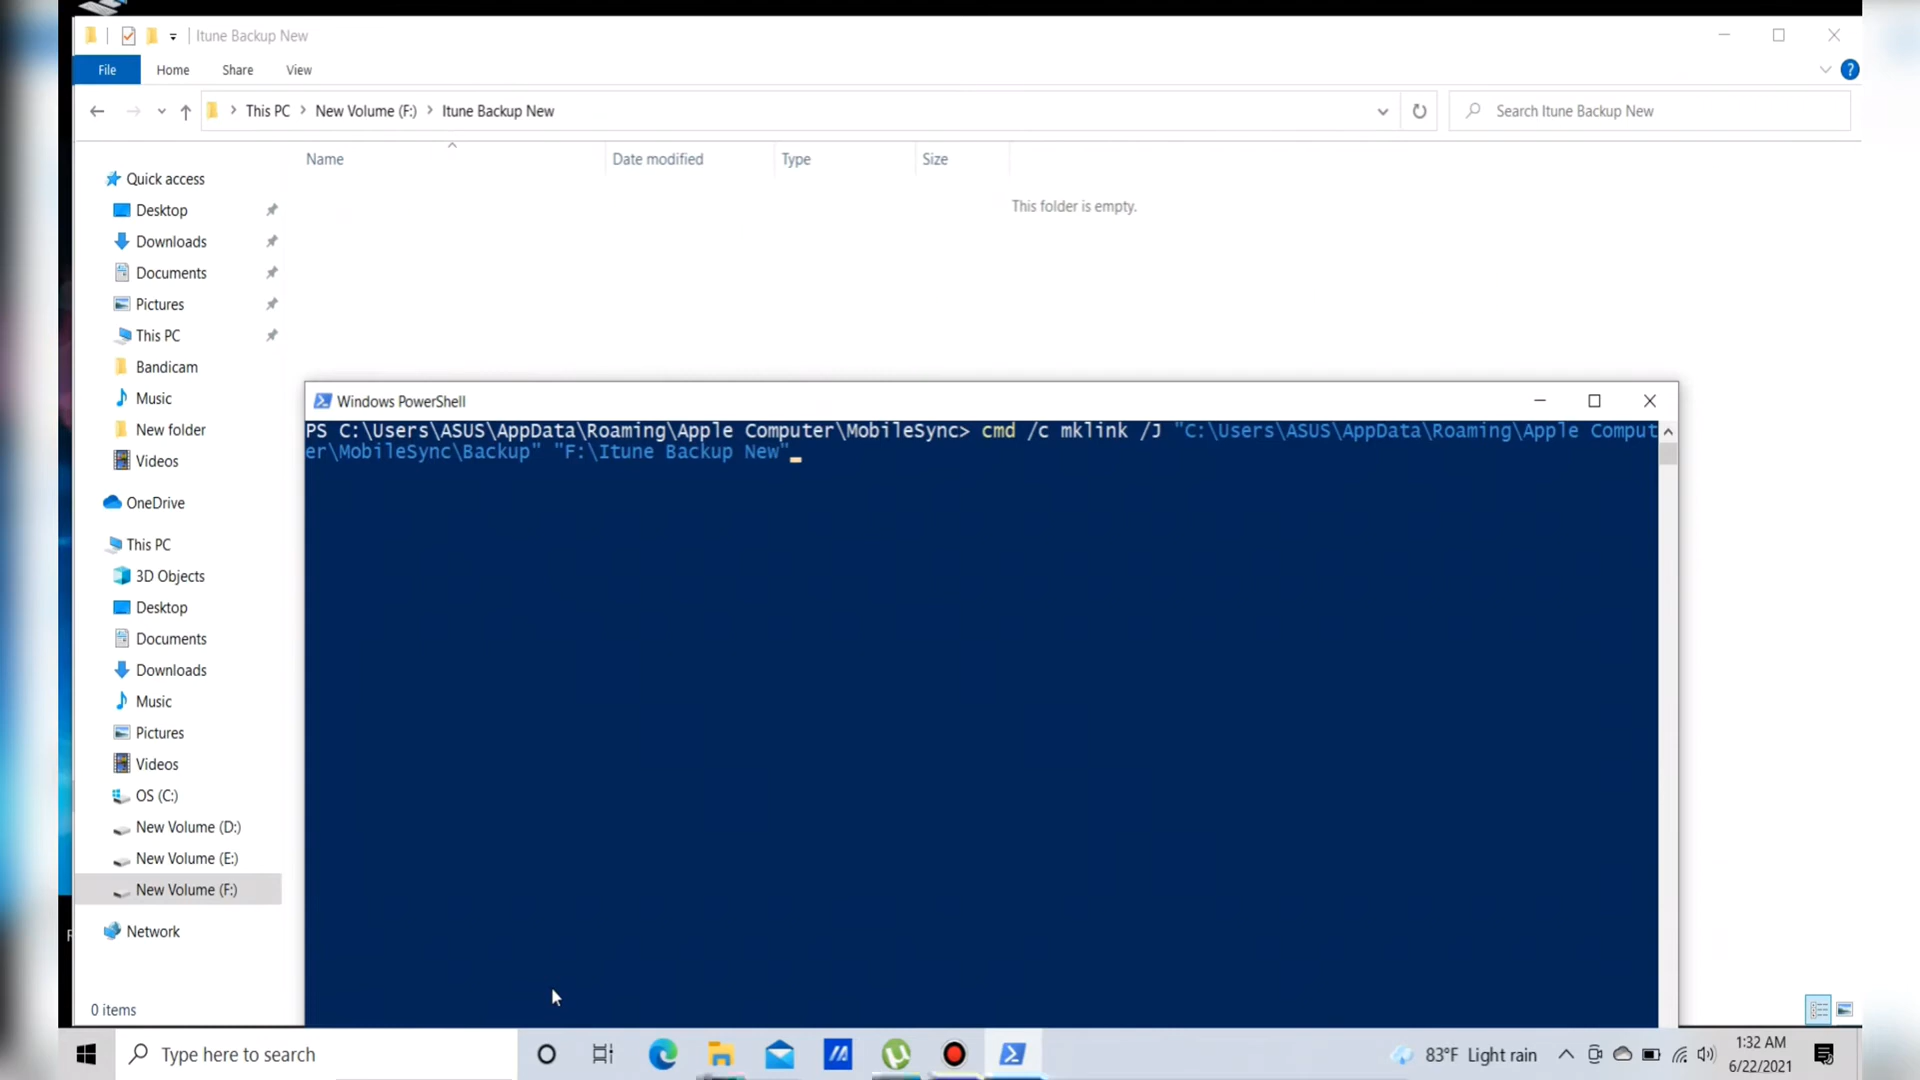 Itune Backup New
File
Home
Share
View
?
This PC
New Volume (F:)
Itune Backup New
Search Itune Backup New
Name
Date modified
Type
Size
This folder is empty.
Quick access
Desktop
Downloads
Documents
Pictures
This PC
Bandicam
Music
New folder
Videos
OneDrive
This PC
3D Objects
Desktop
Documents
Downloads
Music
Pictures
Videos
OS (C:)
New Volume (D:)
New Volume (E:)
New Volume (F:)
Network
0 items
Windows PowerShell
PS C:\Users\ASUS\AppData\Roaming\Apple Computer\MobileSync> cmd /c mklink /J "C:\Users\ASUS\AppData\Roaming\Apple Comput
er\MobileSync\Backup" "F:\Itune Backup New"
Type here to search
83°F Light rain
1:32 AM
6/22/2021